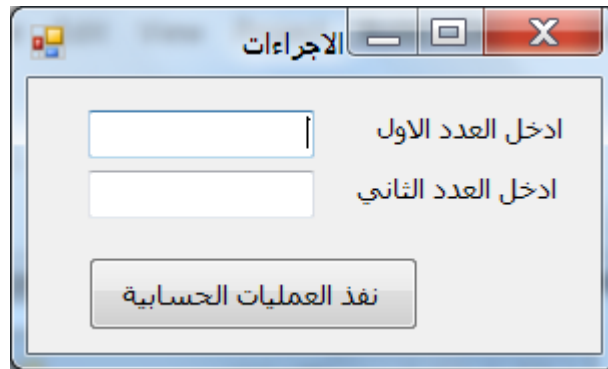 الاجراءات
ادخل العدد الاول
ادخل العدد الثاني
نفذ العمليات الحسابية